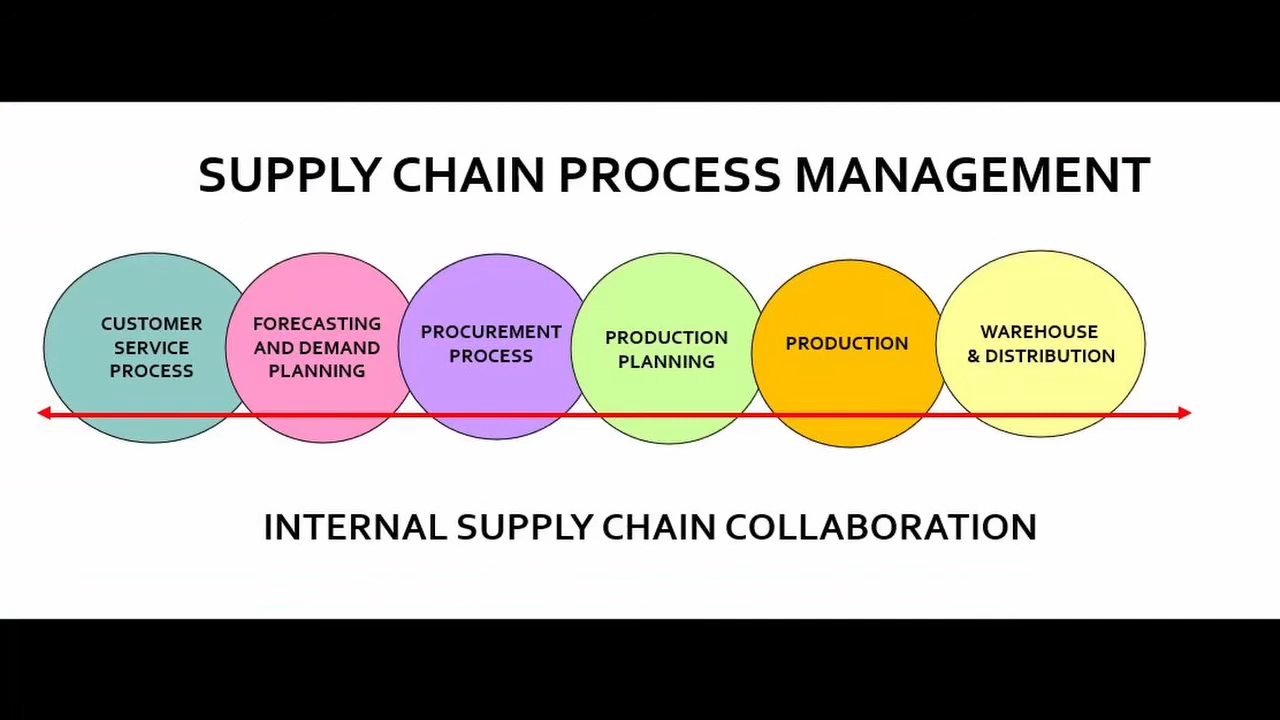 SUPPLY CHAIN PROCESS MANAGEMENT
CUSTOMER
SERVICE
PROCESS
FORECASTING
AND DEMAND
PLANNING
PROCUREMENT
PROCESS
PRODUCTION
PLANNING
PRODUCTION
WAREHOUSE
& DISTRIBUTION
INTERNAL SUPPLY CHAIN COLLABORATION